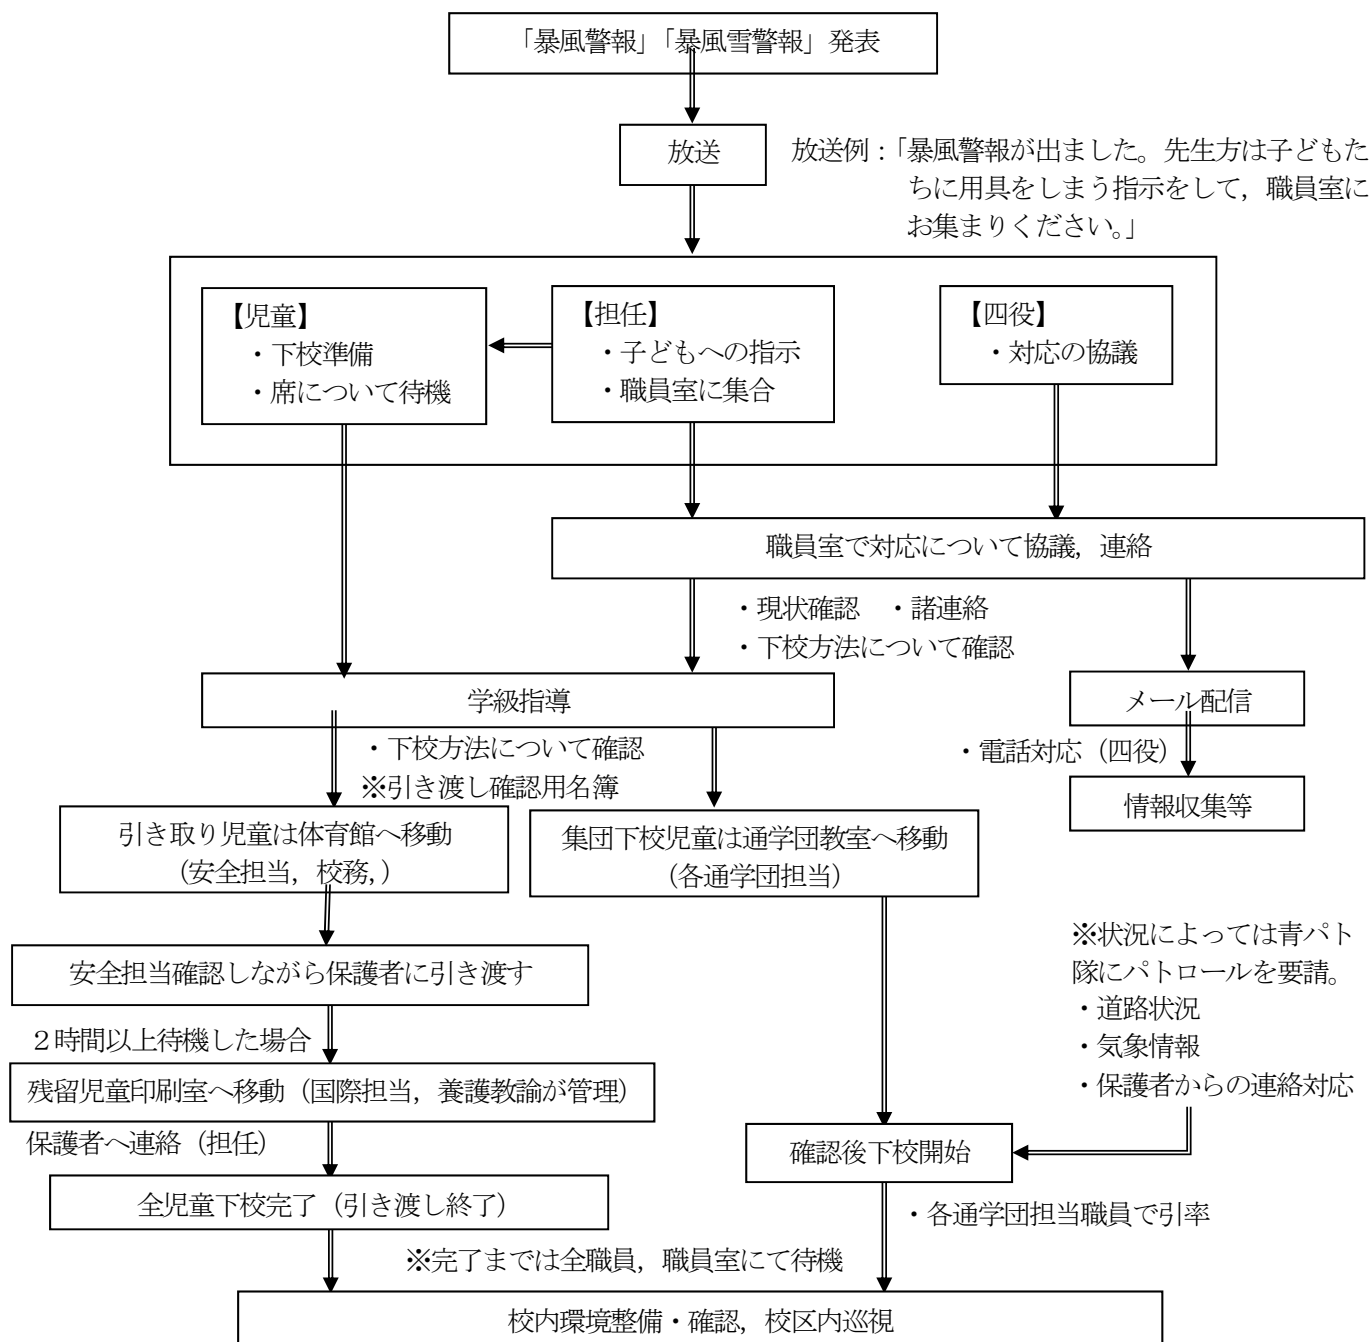 「暴風警報」「暴風雪警報」発表
放送
放送例：「暴風警報が出ました。先生方は子どもた
ちに用具をしまう指示をして，職員室に
お集まりください。」
【児童】
・下校準備
・席について待機
【担任】
・子どもへの指示
・職員室に集合
【四役】
・対応の協議
職員室で対応について協議，連絡
・現状確認　・諸連絡
・下校方法について確認
学級指導
メール配信
・下校方法について確認
※引き渡し確認用名簿
・電話対応（四役）
情報収集等
引き取り児童は体育館へ移動
（安全担当，校務，）
集団下校児童は通学団教室へ移動
（各通学団担当）
※状況によっては青パト
隊にパトロールを要請。
・道路状況
・気象情報
・保護者からの連絡対応
安全担当確認しながら保護者に引き渡す
２時間以上待機した場合
残留児童印刷室へ移動（国際担当，養護教諭が管理）
保護者へ連絡（担任）
確認後下校開始
全児童下校完了（引き渡し終了）
・各通学団担当職員で引率
※完了までは全職員，職員室にて待機
校内環境整備・確認，校区内巡視